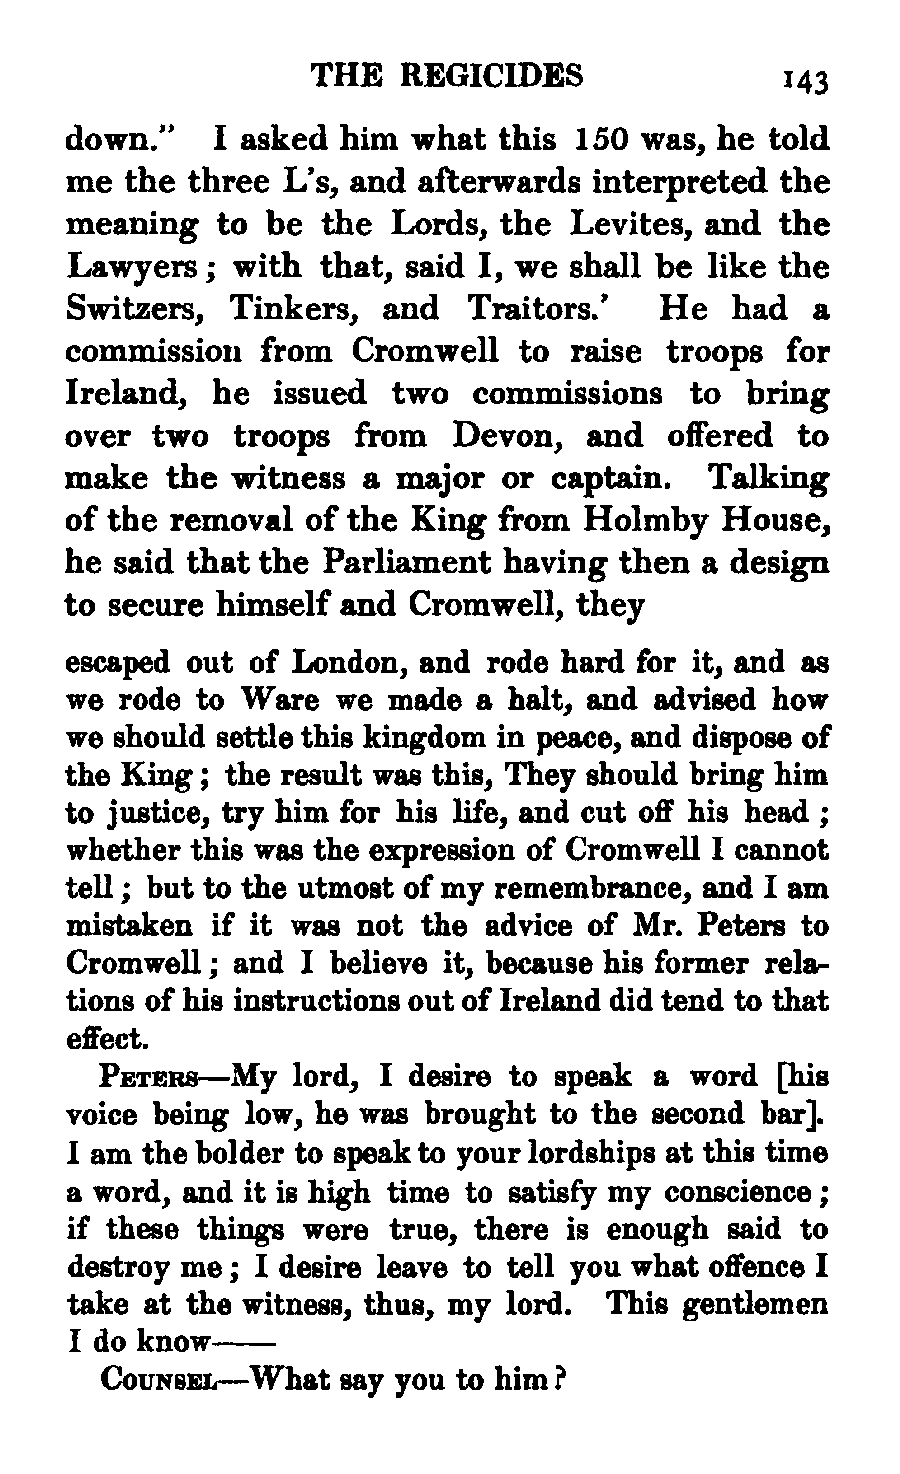 THE REGICIDES 143
down." I asked him what this 150 was, he told
me the three L's, and afterwards interpreted the
meaning to be the Lords, the Levites, and the
Lawyers ; with that, said I, we shall be like the
Switzers, Tinkers, and Traitors.' He had a
commission from Cromwell to raise troops for
Ireland, he issued two commissions to bring
over two troops from Devon, and offered to
make the witness a major or captain. Talking
of the removal of the King from Holmby House,
he said that the Parliament having then a design
to secure himself and Cromwell, they
escaped out of London, and rode hard for it, and as
we rode to Ware we made a halt, and advised how
we should settle this kingdom in peace, and dispose of
the King ; the result was this, They should bring him
to justice, try him for his life, and cut off his head ;
whether this was the expression of Cromwell I cannot
tell ; but to the utmost of my remembrance, and I am
mistaken if it was not the advice of Mr. Peters to
Cromwell ; and I believe it, because his former rela-
tions of his instructions out of Ireland did tend to that
effect.
PETERS—My lord, I desire to speak a word [his
voice being low, he was brought to the second bar].
I am the bolder to speak to your lordships at this time
a word, and it is high time to satisfy my conscience ;
if these things were true, there is enough said to
destroy me ; I desire leave to tell you what offence I
take at the witness, thus, my lord. This gentlemen
I do know——
COUNSEL—What say you to him ?